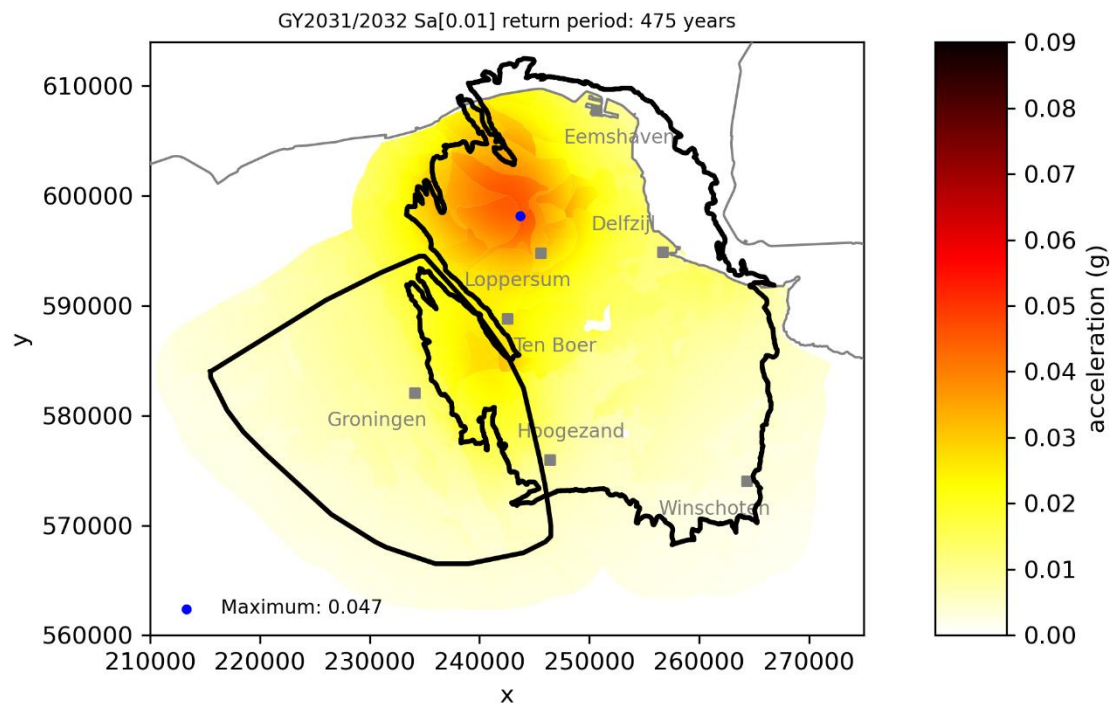 GY2031/2032 Sa[0.01] return period: 475 years
610000
600000
590000
580000
570000
560000
y
210000 220000 230000 240000 250000 260000 270000
x
Eemshaven
Delfzijl
Loppersum
Ten Boer
Groningen
Hoogezand
Winschoten
Maximum: 0.047
0.09
0.08
0.07
0.06
0.05
0.04
0.03
0.02
0.01
0.00
acceleration (g)